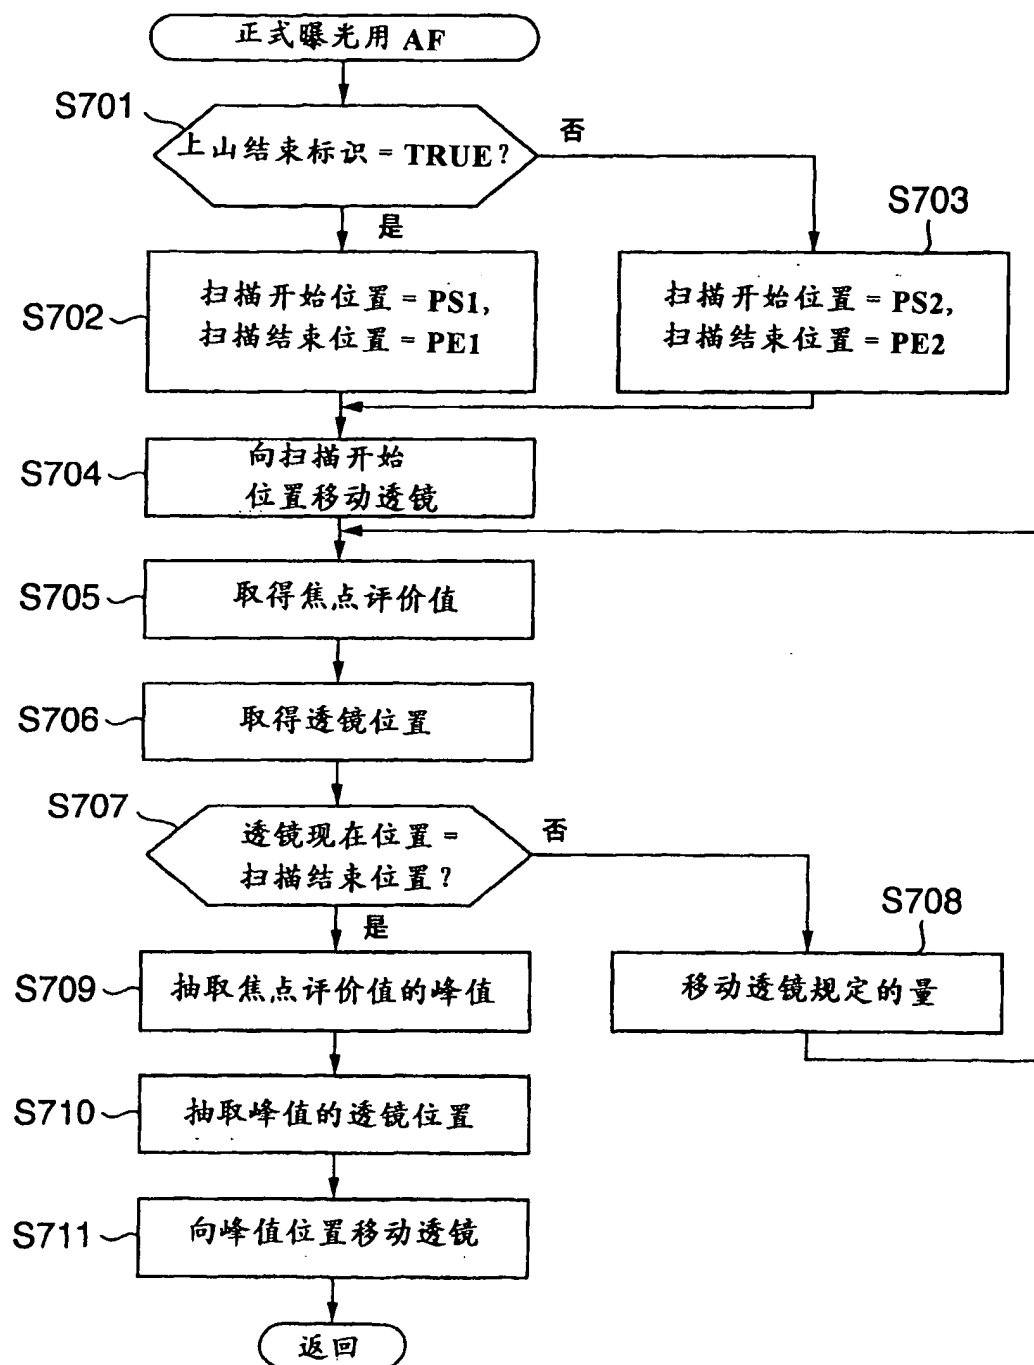 正式曝光用 AF
S701
上山结束标识 = TRUE?
否
是
S703
S702
扫描开始位置 = PS1,
扫描结束位置 = PE1
扫描开始位置 = PS2,
扫描结束位置 = PE2
S704
向扫描开始
位置移动透镜
S705
取得焦点评价值
S706
取得透镜位置
S707
透镜现在位置 =
扫描结束位置?
否
是
S708
S709
抽取焦点评价值的峰值
移动透镜规定的量
S710
抽取峰值的透镜位置
S711
向峰值位置移动透镜
返回